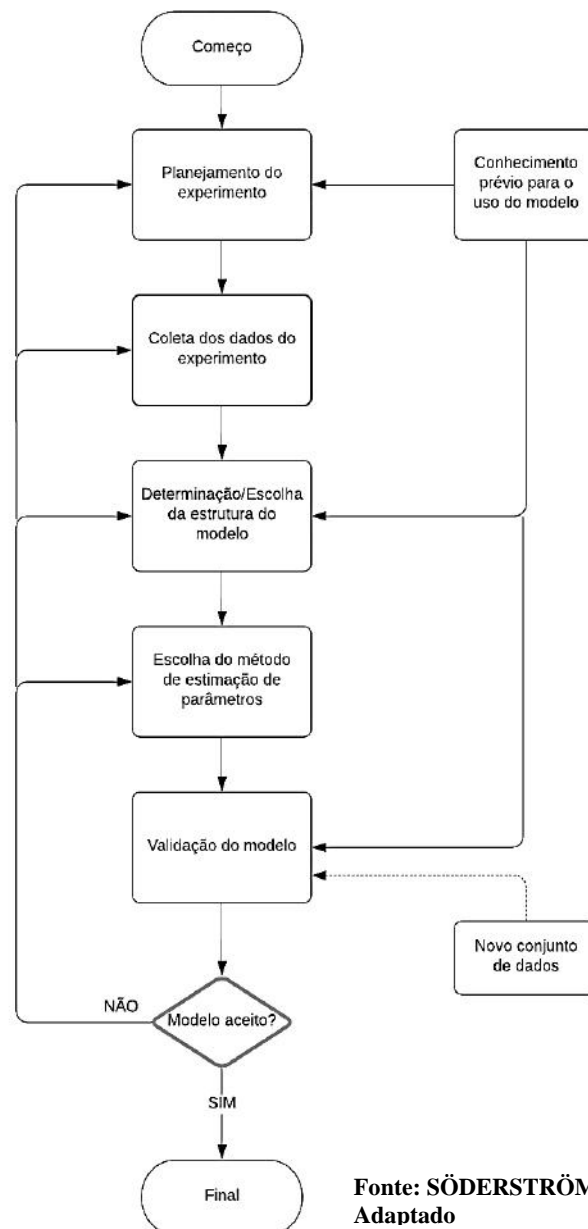 Começo
Planejamento do
experimento
Conhecimento
prévio para o
uso do modelo
Coleta dos dados do
experimento
Determinação/Escolha
da estrutura do
modelo
Escolha do método
de estimação de
parâmetros
Validação do modelo
Novo conjunto
de dados
NÃO
Modelo aceito?
SIM
Final
Fonte: SÖDERSTRÖM
Adaptado